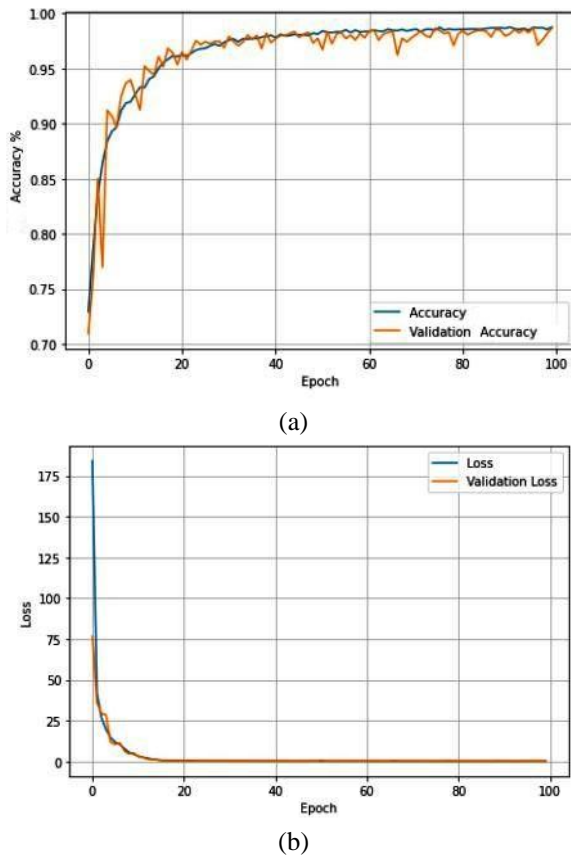 1.00
0.95
0.90
0.85
0.80
0.75
0.70
Accuracy %
Accuracy
Validation Accuracy
0 20 40 60 80 100
Epoch
(a)
175
150
125
100
75
50
25
0
Loss
Loss
Validation Loss
0 20 40 60 80 100
Epoch
(b)